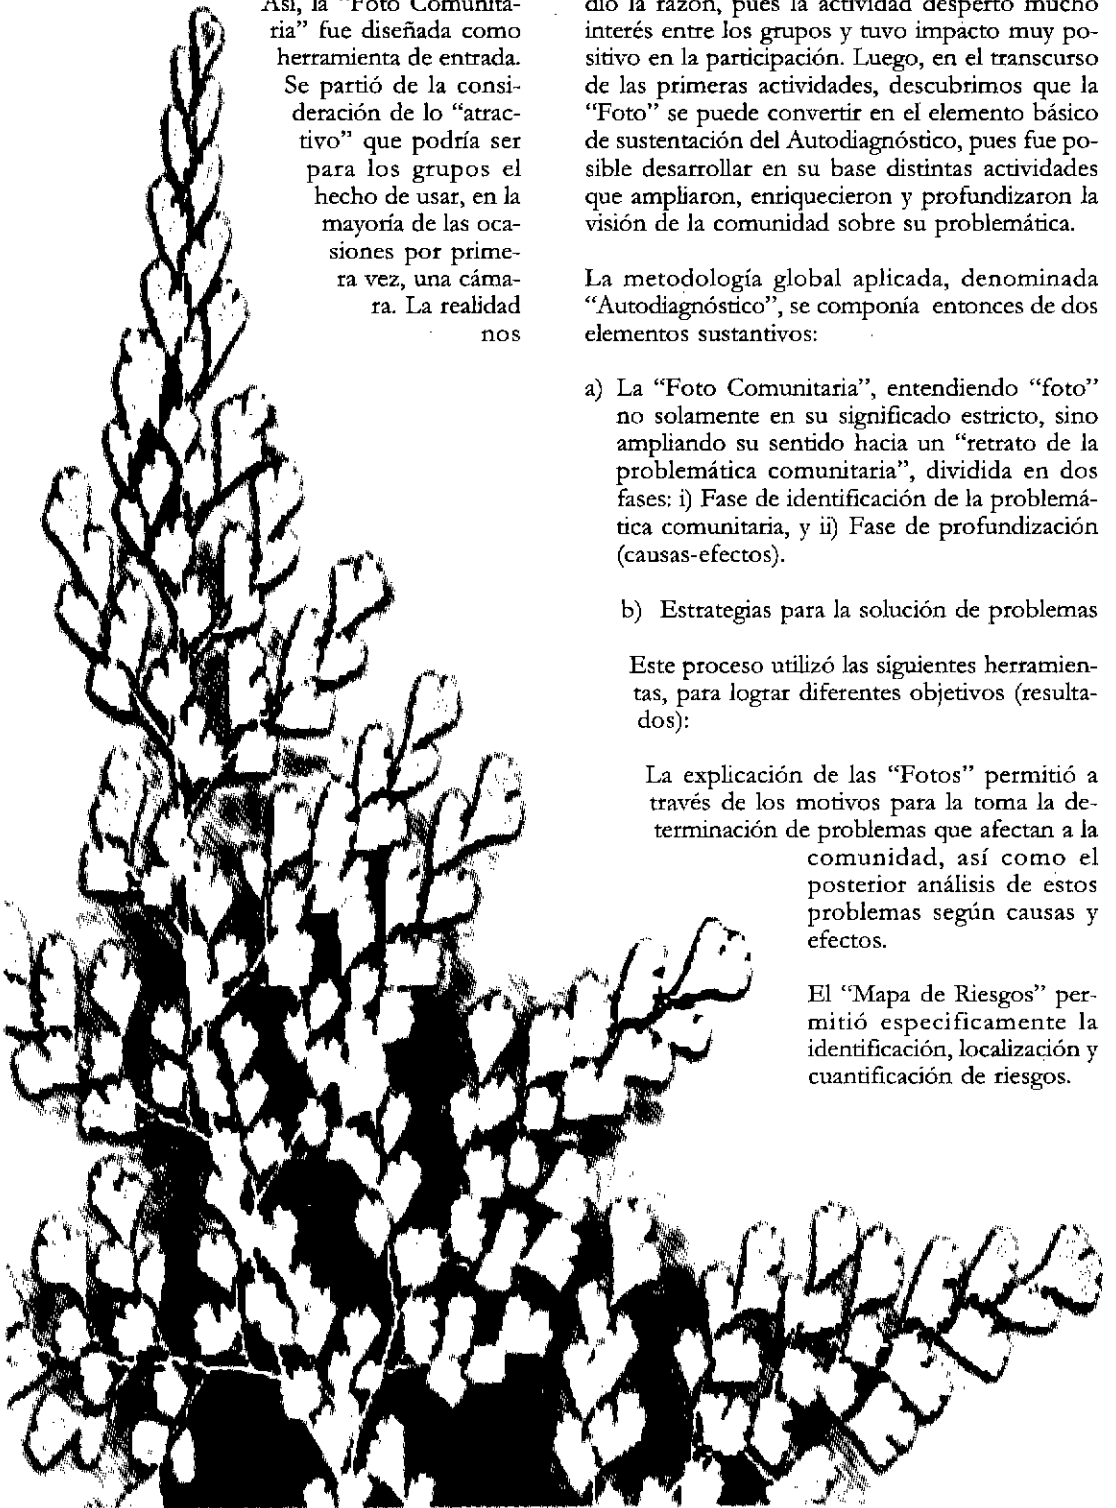 Así, la “Foto Comunita-
ria” fue diseñada como
herramienta de entrada.
Se partió de la consi-
deración de lo “atrac-
tivo” que podría ser
para los grupos el
hecho de usar, en la
mayoría de las oca-
siones por prime-
ra vez, una cáma-
ra. La realidad
nos
dio la razón, pues la actividad despertó mucho
interés entre los grupos y tuvo impacto muy po-
sitivo en la participación. Luego, en el transcurso
de las primeras actividades, descubrimos que la
“Foto” se puede convertir en el elemento básico
de sustentación del Autodiagnóstico, pues fue po-
sible desarrollar en su base distintas actividades
que ampliaron, enriquecieron y profundizaron la
visión de la comunidad sobre su problemática.
La metodología global aplicada, denominada
“Autodiagnóstico”, se componía entonces de dos
elementos sustantivos:
a) La “Foto Comunitaria”, entendiendo “foto”
no solamente en su significado estricto, sino
ampliando su sentido hacia un “retrato de la
problemática comunitaria”, dividida en dos
fases: i) Fase de identificación de la problemá-
tica comunitaria, y ii) Fase de profundización
(causas-efectos).
b) Estrategias para la solución de problemas
Este proceso utilizó las siguientes herramien-
tas, para lograr diferentes objetivos (resulta-
dos):
La explicación de las “Fotos” permitió a
través de los motivos para la toma la de-
terminación de problemas que afectan a la
comunidad, así como el
posterior análisis de estos
problemas según causas y
efectos.
El “Mapa de Riesgos” per-
mitió especificamente la
identificación, localización y
cuantificación de riesgos.